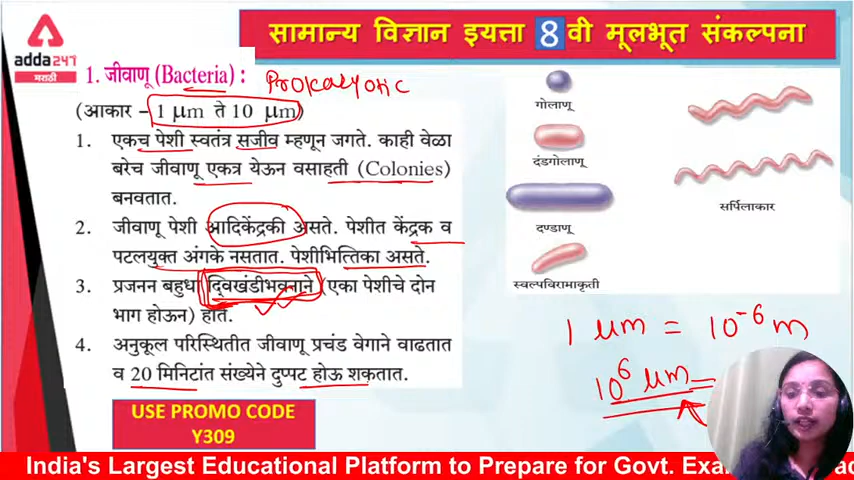 सामान्य विज्ञान इयत्ता 8 वी मूलभूत संकल्पना
adda247
मराठी
1. जीवाणू (Bacteria) : Prokaryotic
(आकार – 1 μm ते 10 μm)
1. एकच पेशी स्वतंत्र सजीव म्हणून जगते. काही वेळा
बरेच जीवाणू एकत्र येऊन वसाहती (Colonies)
बनवतात.
2. जीवाणू पेशी आदिकेंद्रकी असते. पेशीत केंद्रक व
पटलयुक्त अंगके नसतात. पेशीभित्तिका असते.
3. प्रजनन बहुधा द्विखंडीभवनाने (एका पेशीचे दोन
भाग होऊन) होते.
4. अनुकूल परिस्थितीत जीवाणू प्रचंड वेगाने वाढतात
व 20 मिनिटांत संख्येने दुप्पट होऊ शकतात.
गोलाणू
दंडगोलाणू
दण्डाणू
स्वल्पविरामाकृती
सर्पिलाकार
1 μm = 10⁻⁶ m
10⁶ μm =
USE PROMO CODE
Y309
India's Largest Educational Platform to Prepare for Govt. Exa